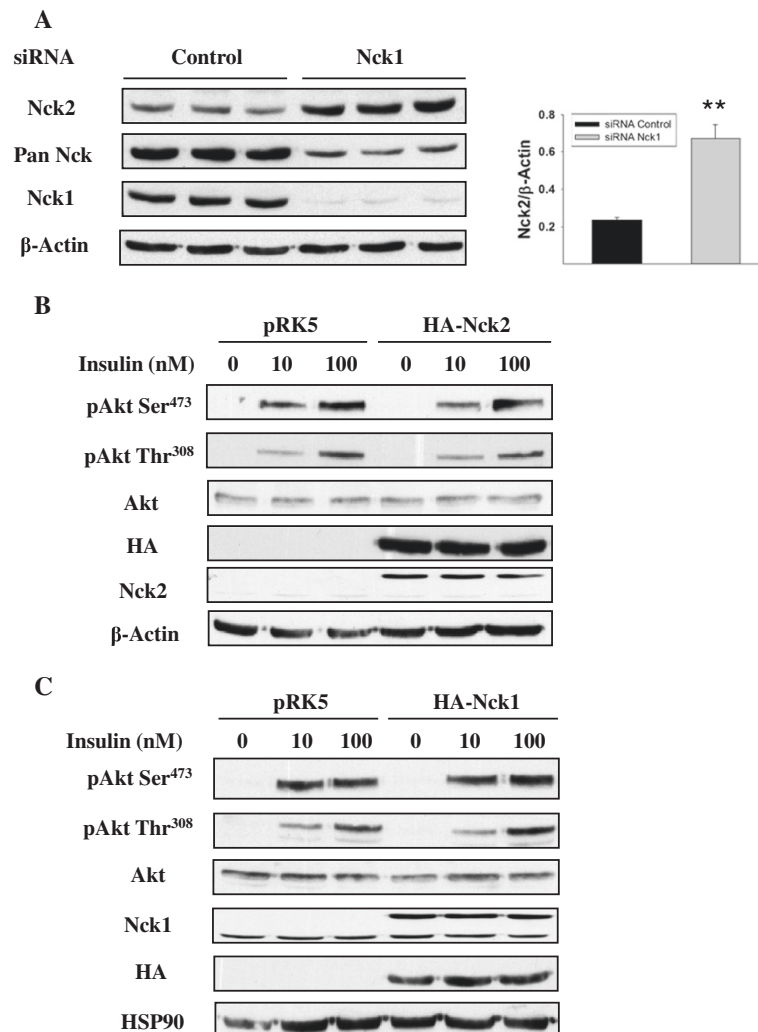 A
siRNA Control Nck1
Nck2
Pan Nck
Nck1
β-Actin
**
0.8
0.6
0.4
0.2
Nck2/β-Actin
siRNA Control
siRNA Nck1
B
pRK5 HA-Nck2
Insulin (nM) 0 10 100 0 10 100
pAkt Ser⁴⁷³
pAkt Thr³⁰⁸
Akt
HA
Nck2
β-Actin
C
pRK5 HA-Nck1
Insulin (nM) 0 10 100 0 10 100
pAkt Ser⁴⁷³
pAkt Thr³⁰⁸
Akt
Nck1
HA
HSP90